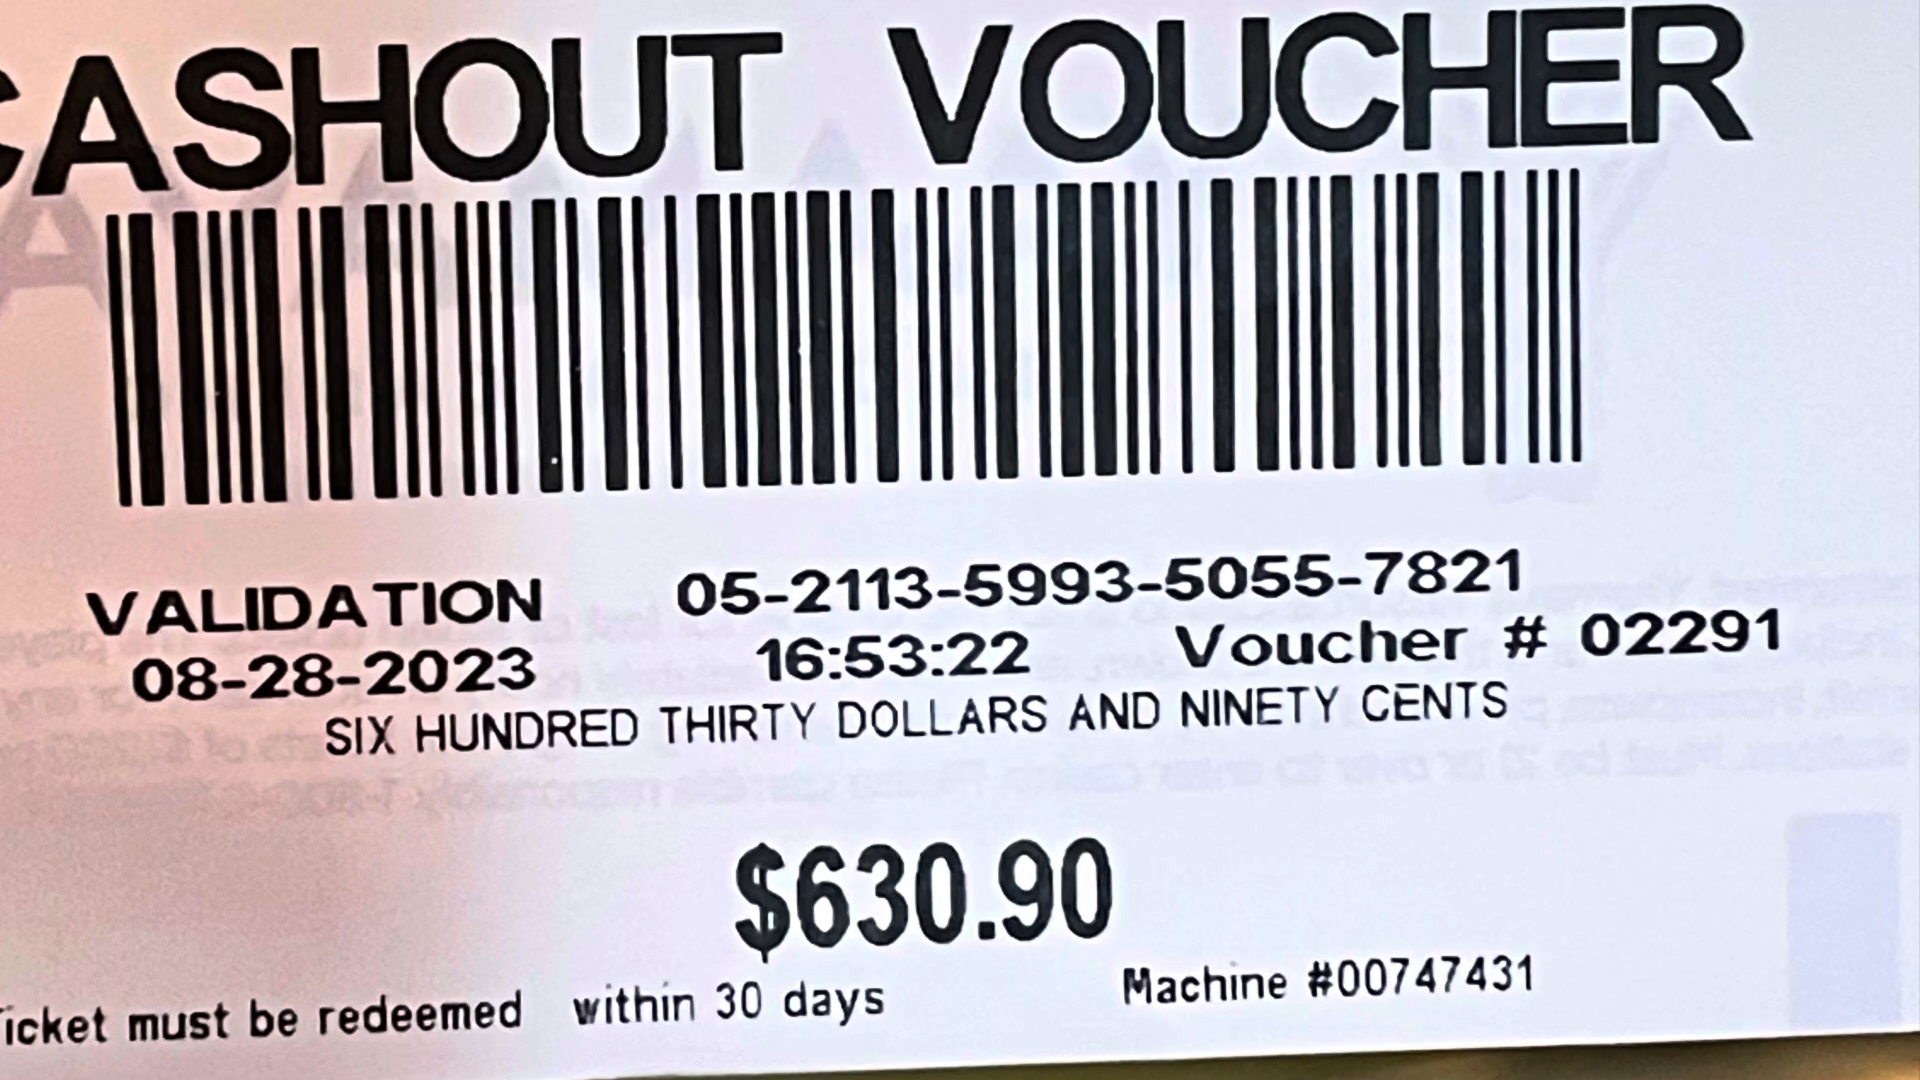 CASHOUT VOUCHER
VALIDATION 05-2113-5993-5055-7821
08-28-2023 16:53:22 Voucher # 02291
SIX HUNDRED THIRTY DOLLARS AND NINETY CENTS
$630.90
icket must be redeemed within 30 days Machine #00747431